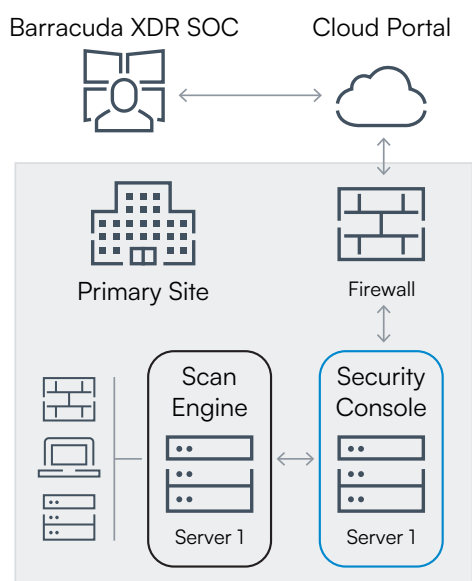 Barracuda XDR SOC
Cloud Portal
Primary Site
Firewall
Scan
Engine
Server 1
Security
Console
Server 1